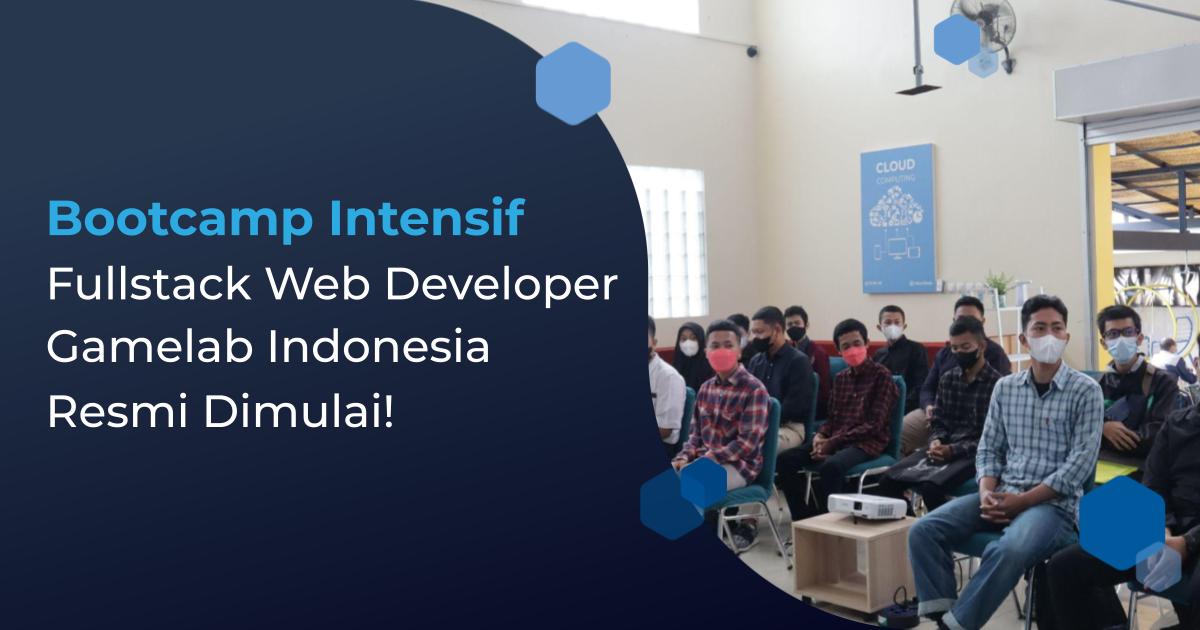 Bootcamp Intensif
Fullstack Web Developer
Gamelab Indonesia
Resmi Dimulai!
CLOUD
COMPUTING